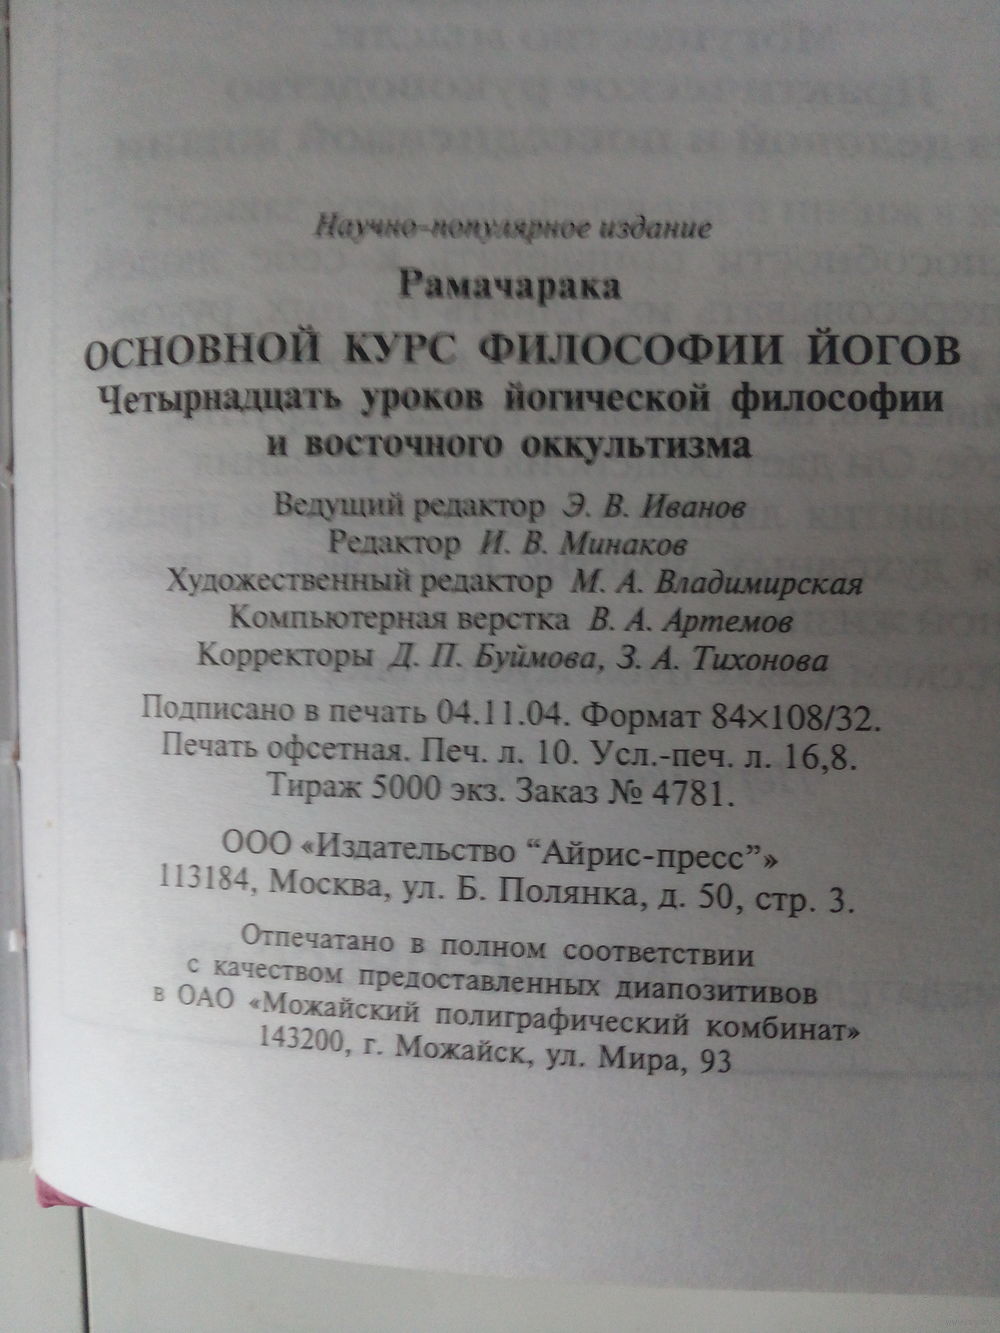 Научно-популярное издание
Рамачарака
ОСНОВНОЙ КУРС ФИЛОСОФИИ ЙОГОВ
Четырнадцать уроков йогической философии
и восточного оккультизма
Ведущий редактор Э. В. Иванов
Редактор И. В. Минаков
Художественный редактор М. А. Владимирская
Компьютерная верстка В. А. Артемов
Корректоры Д. П. Буймова, З. А. Тихонова
Подписано в печать 04.11.04. Формат 84×108/32.
Печать офсетная. Печ. л. 10. Усл.-печ. л. 16,8.
Тираж 5000 экз. Заказ № 4781.
ООО «Издательство “Айрис-пресс”»
113184, Москва, ул. Б. Полянка, д. 50, стр. 3.
Отпечатано в полном соответствии
с качеством предоставленных диапозитивов
в ОАО «Можайский полиграфический комбинат»
143200, г. Можайск, ул. Мира, 93